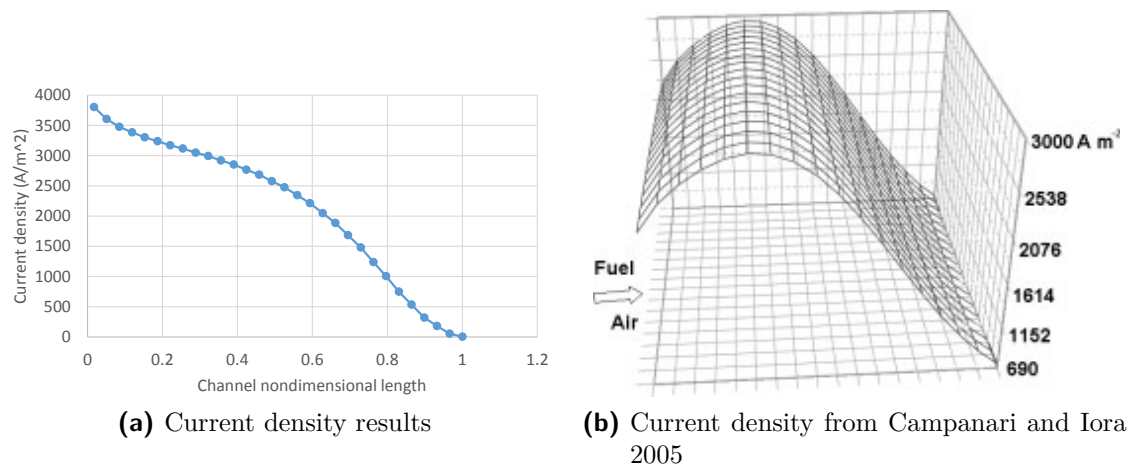 4000
3500
3000
2500
2000
1500
1000
500
0
Current density (A/m^2)
0 0.2 0.4 0.6 0.8 1 1.2
Channel nondimensional length
(a) Current density results
3000 A m⁻²
2538
2076
1614
1152
690
Fuel
Air
(b) Current density from Campanari and Iora
2005